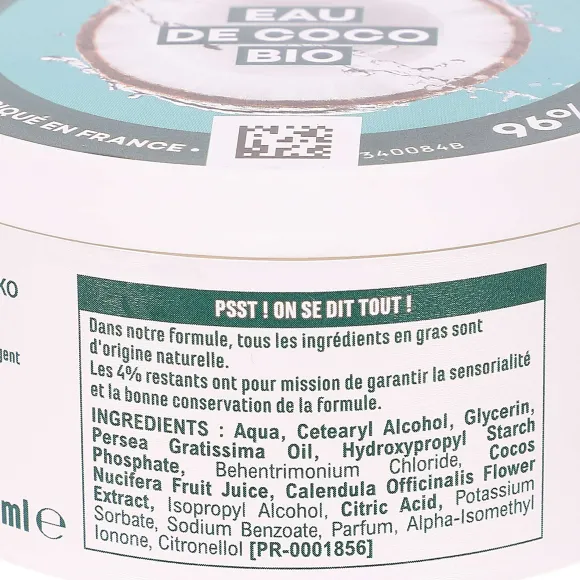 EAU
DE COCO
BIO
IQUÉ EN FRANCE •
3400848
96%
KO
gent
ml e
PSST ! ON SE DIT TOUT !
Dans notre formule, tous les ingrédients en gras sont
d'origine naturelle.
Les 4% restants ont pour mission de garantir la sensorialité
et la bonne conservation de la formule.
INGREDIENTS : Aqua, Cetearyl Alcohol, Glycerin,
Persea Gratissima Oil, Hydroxypropyl Starch
Phosphate, Behentrimonium Chloride, Cocos
Nucifera Fruit Juice, Calendula Officinalis Flower
Extract, Isopropyl Alcohol, Citric Acid, Potassium
Sorbate, Sodium Benzoate, Parfum, Alpha-Isomethyl
Ionone, Citronellol [PR-0001856]